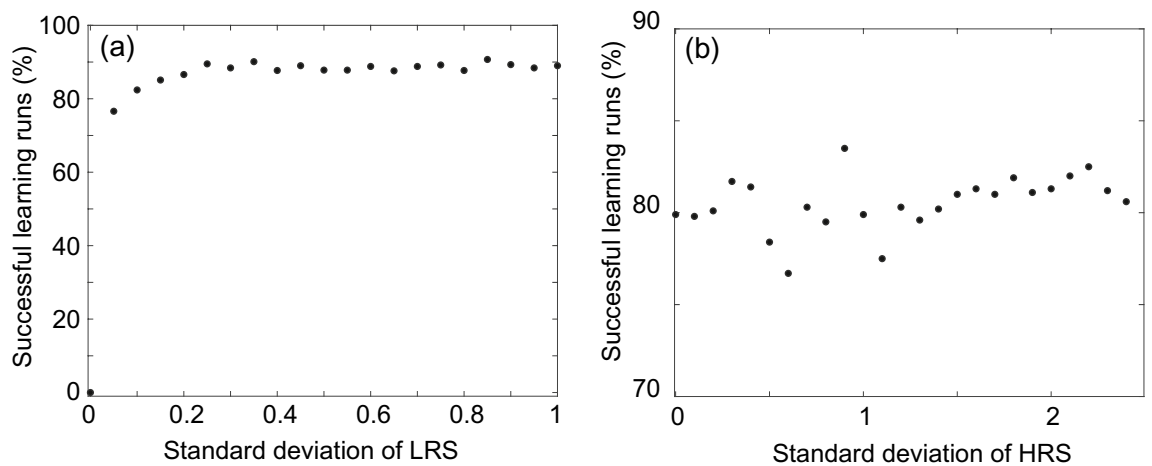 (a)
Successful learning runs (%)
100
80
60
40
20
0
0 0.2 0.4 0.6 0.8 1
Standard deviation of LRS
(b)
Successful learning runs (%)
90
80
70
0 1 2
Standard deviation of HRS